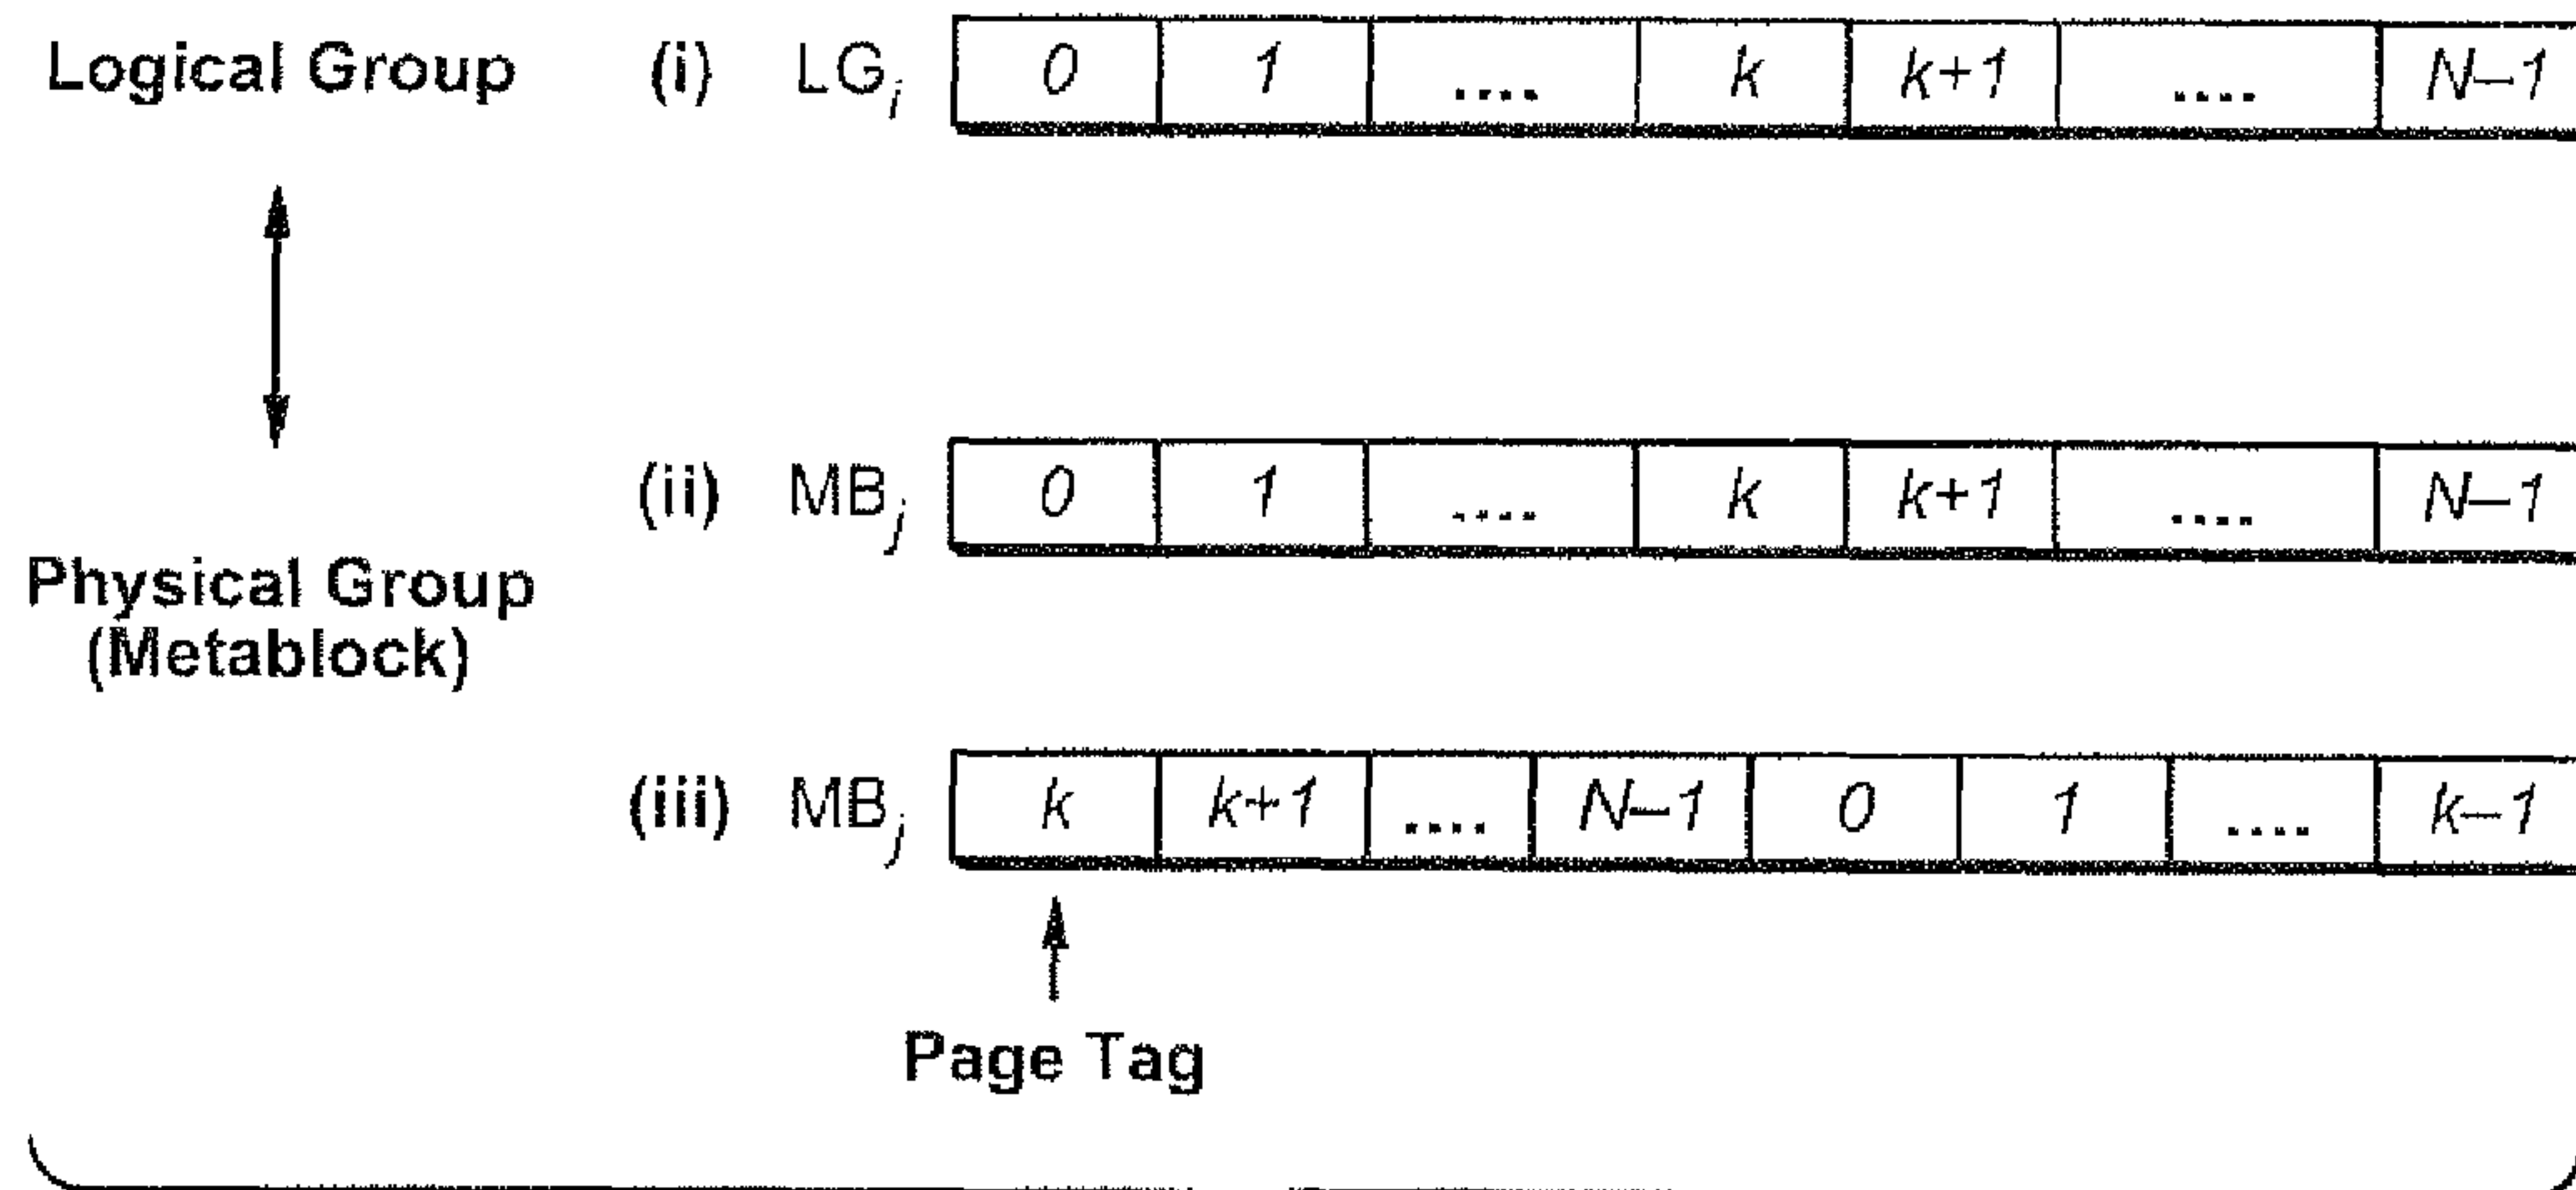 Logical Group (i) LGi 0 1 .... k k+1 .... N–1
(ii) MBj 0 1 .... k k+1 .... N–1
Physical Group
(Metablock)
(iii) MBj k k+1 .... N–1 0 1 .... k–1
Page Tag